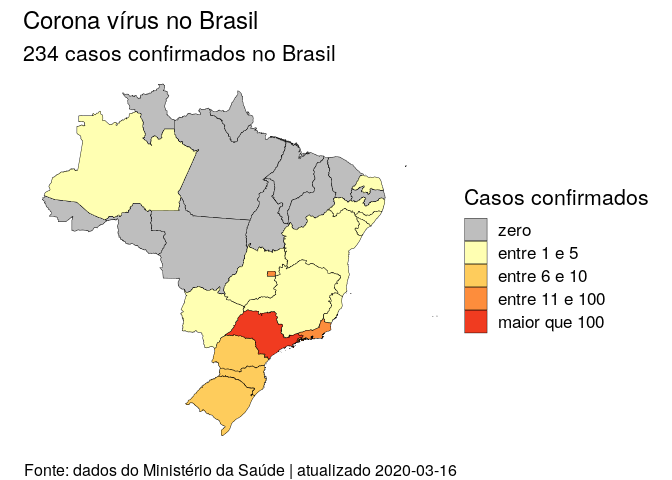 Corona vírus no Brasil
234 casos confirmados no Brasil
Casos confirmados
zero
entre 1 e 5
entre 6 e 10
entre 11 e 100
maior que 100
Fonte: dados do Ministério da Saúde | atualizado 2020-03-16